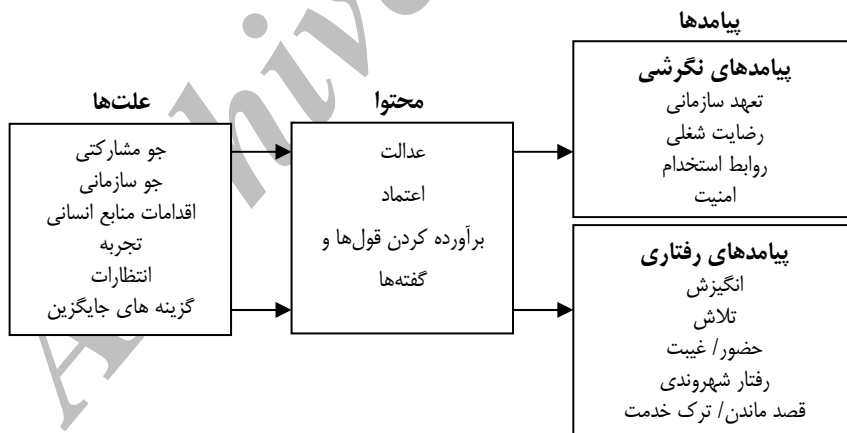 علت‌ها
جو مشارکتی
جو سازمانی
اقدامات منابع انسانی
تجربه
انتظارات
گزینه های جایگزین
محتوا
عدالت
اعتماد
برآورده کردن قول‌ها و
گفته‌ها
پیامدها
پیامدهای نگرشی
تعهد سازمانی
رضایت شغلی
روابط استخدام
امنیت
پیامدهای رفتاری
انگیزش
تلاش
حضور/ غیبت
رفتار شهروندی
قصد ماندن/ ترک خدمت